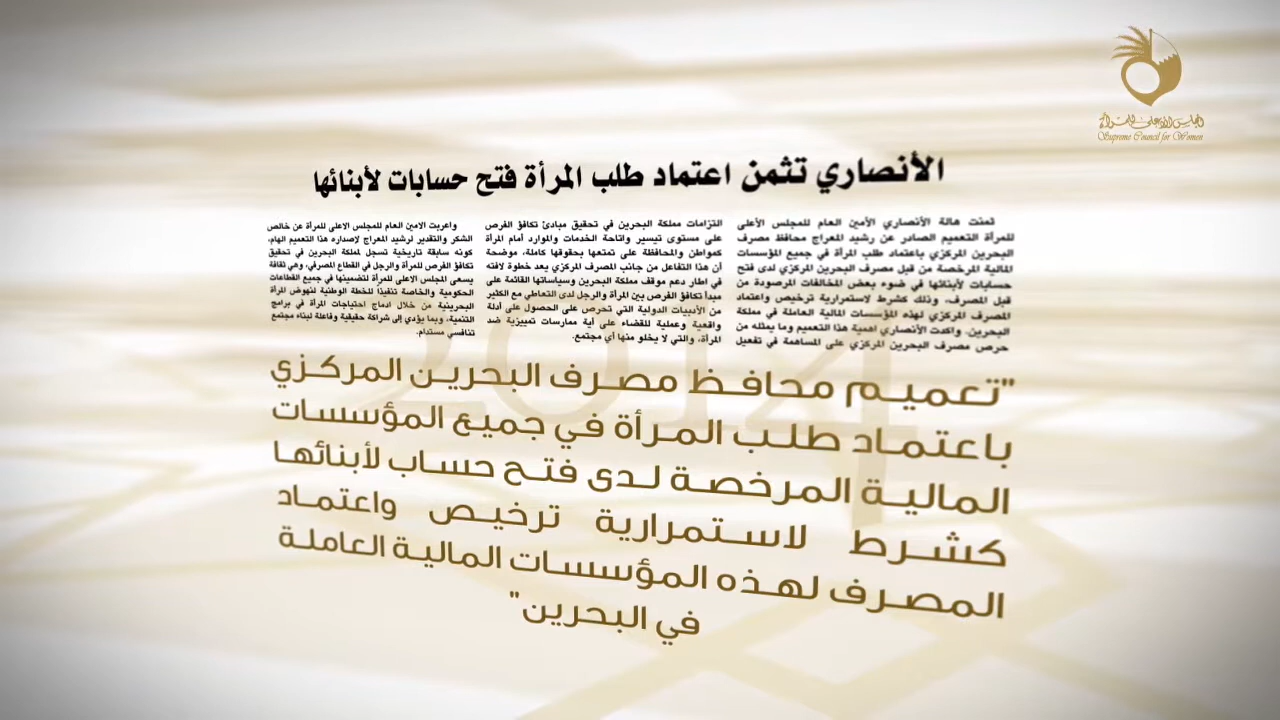 المجلس الأعلى للمرأة
Supreme Council for Women
الأنصاري تثمن اعتماد طلب المرأة فتح حسابات لأبنائها
ثمنت هالة الأنصاري الأمين العام للمجلس الأعلى
للمرأة التعميم الصادر عن رشيد المعراج محافظ مصرف
البحرين المركزي باعتماد طلب المرأة في جميع المؤسسات
المالية المرخصة من قبل مصرف البحرين المركزي لدى فتح
حسابات لأبنائها في ضوء بعض المخالفات المرصودة من
قبل المصرف، وذلك كشرط لاستمرارية ترخيص واعتماد
المصرف المركزي لهذه المؤسسات المالية العاملة في مملكة
البحرين. واكدت الأنصاري اهمية هذا التعميم وما يمثله من
حرص مصرف البحرين المركزي على المساهمة في تفعيل
التزامات مملكة البحرين في تحقيق مبادئ تكافؤ الفرص
على مستوى تيسير واتاحة الخدمات والموارد أمام المرأة
كمواطن والمحافظة على تمتعها بحقوقها كاملة، موضحة
أن هذا التفاعل من جانب المصرف المركزي يعد خطوة لافتة
في اطار دعم موقف مملكة البحرين وسياساتها القائمة على
مبدأ تكافؤ الفرص بين المرأة والرجل لدى التعاطي مع الكثير
من الأدبيات الدولية التي تحرص على الحصول على أدلة
واقعية وعملية للقضاء على أية ممارسات تمييزية ضد
المرأة، والتي لا يخلو منها أي مجتمع.
واعربت الامين العام للمجلس الاعلى للمرأة عن خالص
الشكر والتقدير لرشيد المعراج لإصداره هذا التعميم الهام،
كونه سابقة تاريخية تسجل لمملكة البحرين في تحقيق
تكافؤ الفرص للمرأة والرجل في القطاع المصرفي، وهي ثقافة
يسعى المجلس الاعلى للمرأة لتضمينها في جميع القطاعات
الحكومية والخاصة تنفيذًا للخطة الوطنية لنهوض المرأة
البحرينية من خلال ادماج احتياجات المرأة في برامج
التنمية، وبما يؤدي إلى شراكة حقيقية وفاعلة لبناء مجتمع
تنافسي مستدام.
2014
"تعميم محافظ مصرف البحرين المركزي
باعتماد طلب المرأة في جميع المؤسسات
المالية المرخصة لدى فتح حساب لأبنائها
كشرط لاستمرارية ترخيص واعتماد
المصرف لهذه المؤسسات المالية العاملة
في البحرين"